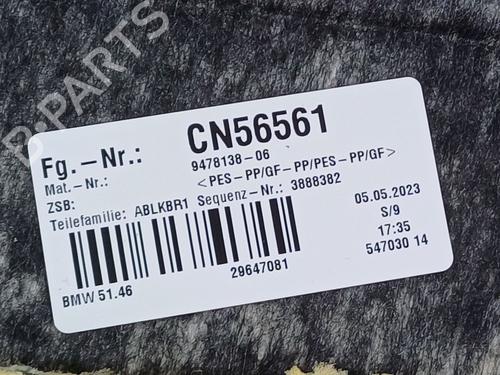 B-PARTS
Fg.-Nr.: CN56561
Mat.-Nr.: 9478138-06
ZSB: <PES-PP/GF-PP/PES-PP/GF>
Teilefamilie: ABLKBR1 Sequenz-Nr.: 3888382
05.05.2023
S/9
17:35
547030 14
29647081
BMW 51.46